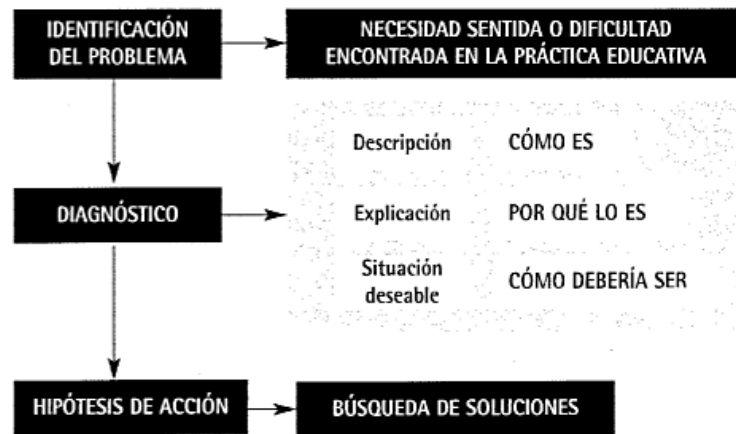 IDENTIFICACIÓN
DEL PROBLEMA
NECESIDAD SENTIDA O DIFICULTAD
ENCONTRADA EN LA PRÁCTICA EDUCATIVA
Descripción CÓMO ES
DIAGNÓSTICO
Explicación POR QUÉ LO ES
Situación
deseable
CÓMO DEBERÍA SER
HIPÓTESIS DE ACCIÓN
BÚSQUEDA DE SOLUCIONES